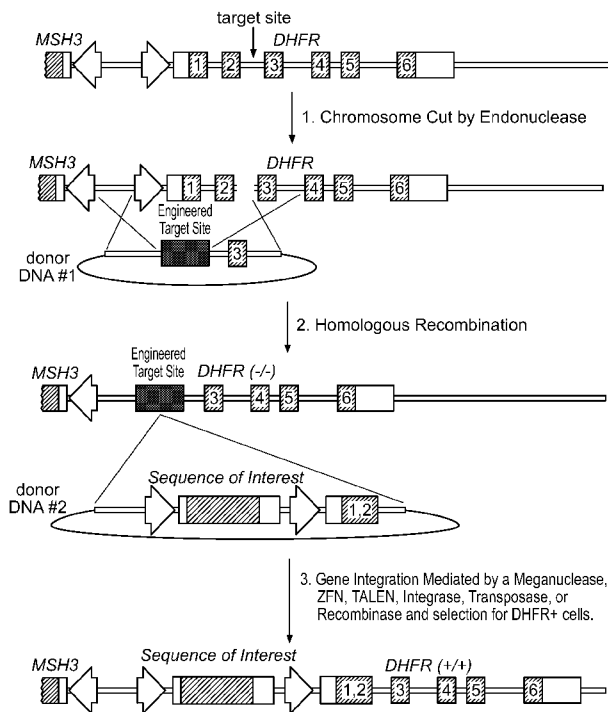 target site
MSH3 DHFR
1 2 3 4 5 6
1. Chromosome Cut by Endonuclease
MSH3 DHFR
1 2 3 4 5 6
Engineered
Target Site
donor
DNA #1
3
2. Homologous Recombination
Engineered
Target Site
MSH3 DHFR (-/-)
3 4 5 6
Sequence of Interest
donor
DNA #2
1,2
3. Gene Integration Mediated by a Meganuclease,
ZFN, TALEN, Integrase, Transposase, or
Recombinase and selection for DHFR+ cells.
MSH3 Sequence of Interest DHFR (+/+)
1,2 3 4 5 6